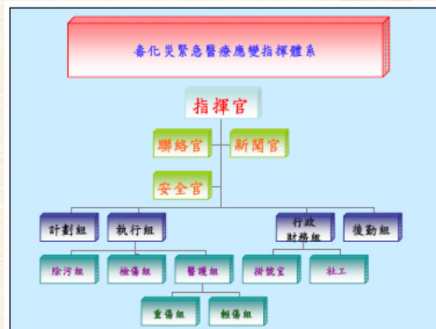 毒化災緊急醫療應變指揮體系
指揮官
聯絡官 新聞官
安全官
計劃組 執行組 行政 後勤組
財務組
除污組 檢傷組 醫護組 掛號室 社工
重傷組 輕傷組